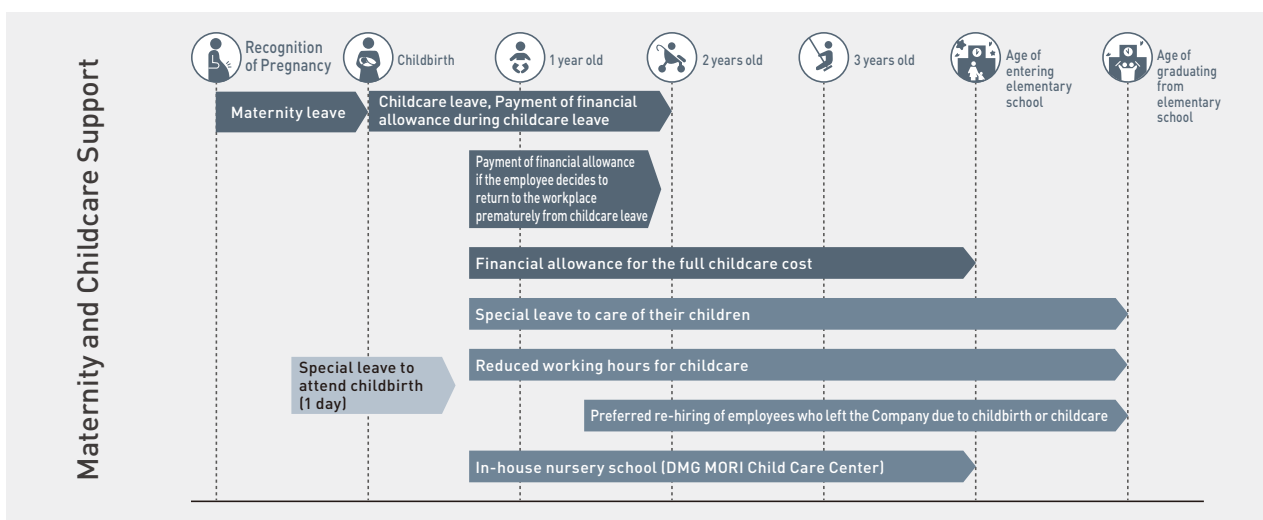 Maternity and Childcare Support
Recognition
of Pregnancy
Childbirth
1 year old
2 years old
3 years old
Age of
entering
elementary
school
Age of
graduating
from
elementary
school
Maternity leave
Childcare leave, Payment of financial
allowance during childcare leave
Payment of financial allowance
if the employee decides to
return to the workplace
prematurely from childcare leave
Financial allowance for the full childcare cost
Special leave to care of their children
Special leave to
attend childbirth
(1 day)
Reduced working hours for childcare
Preferred re-hiring of employees who left the Company due to childbirth or childcare
In-house nursery school (DMG MORI Child Care Center)